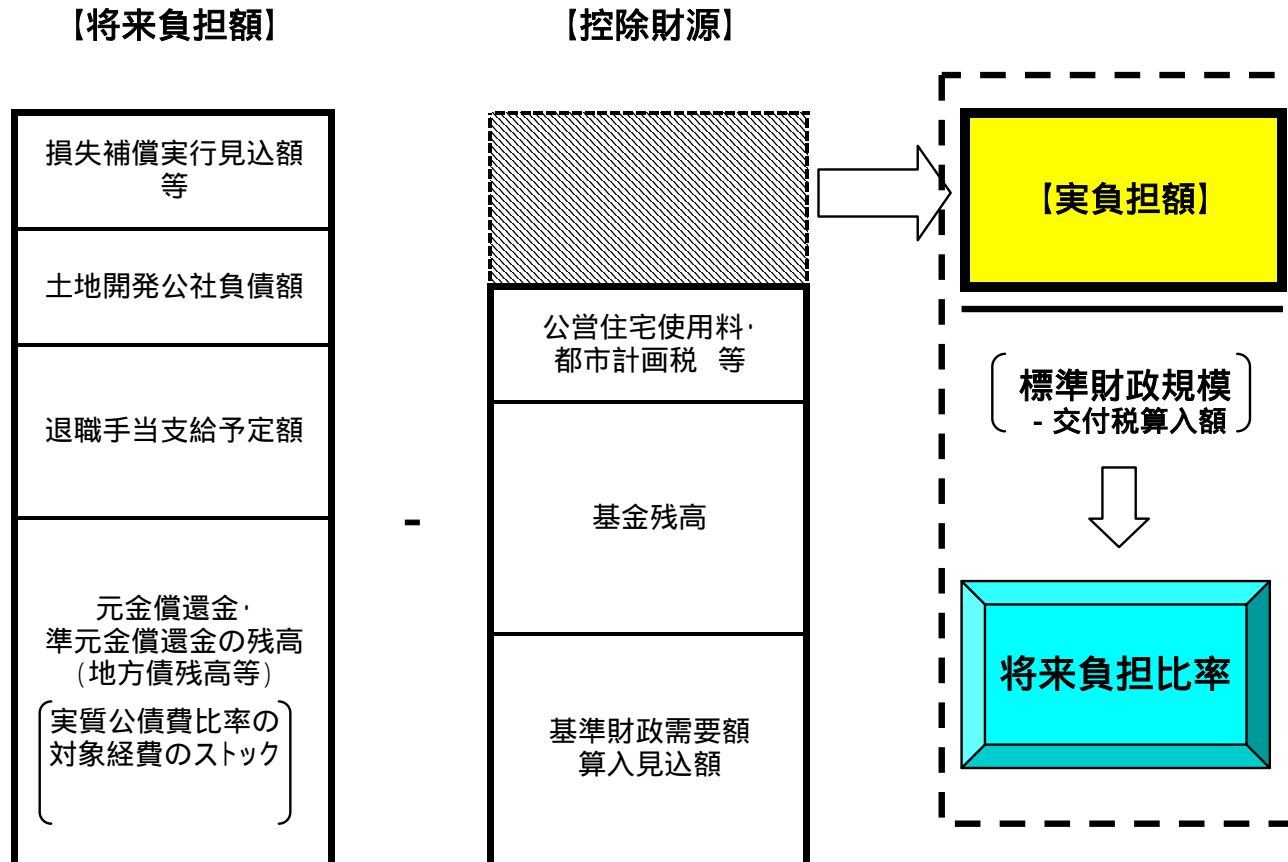 【将来負担額】
損失補償実行見込額
等
土地開発公社負債額
退職手当支給予定額
元金償還金・
準元金償還金の残高
(地方債残高等)
実質公債費比率の
対象経費のストック
-
【控除財源】
公営住宅使用料・
都市計画税 等
基金残高
基準財政需要額
算入見込額
【実負担額】
標準財政規模
- 交付税算入額
将来負担比率